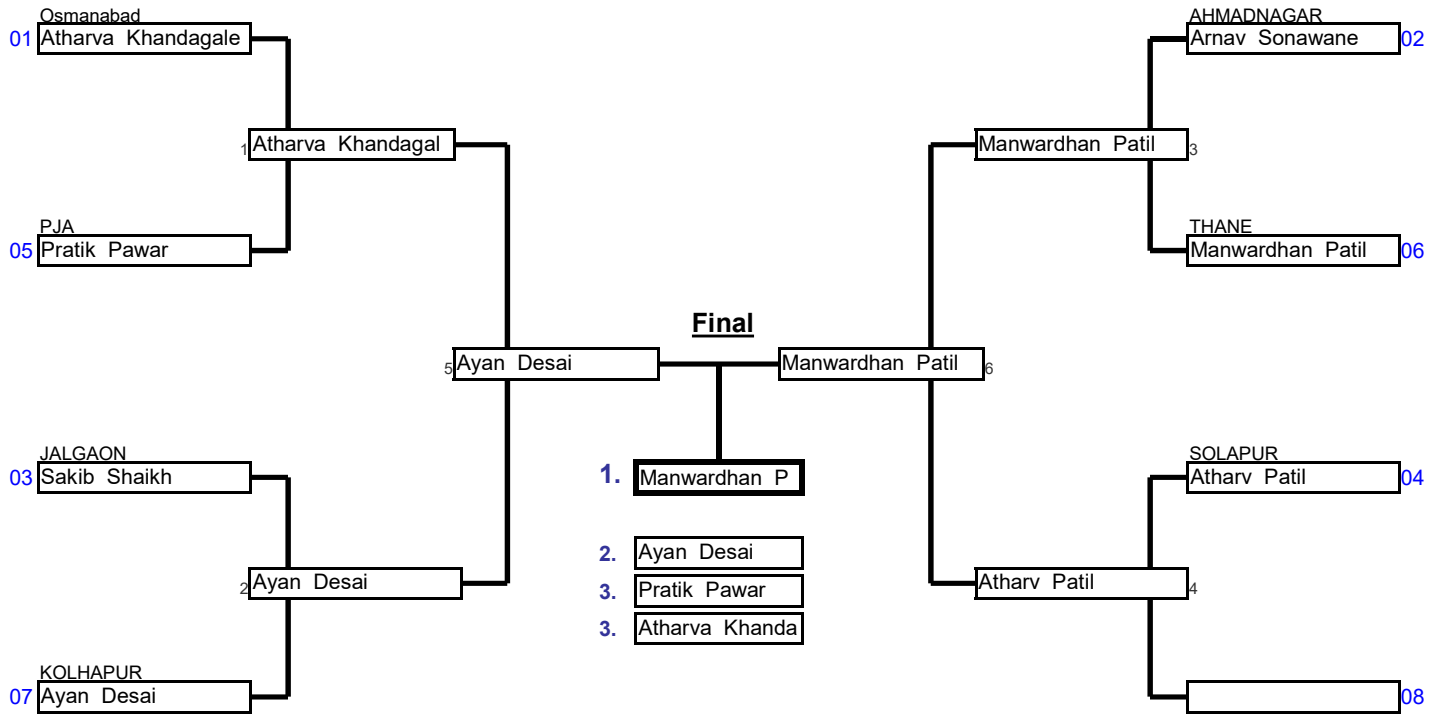 Osmanabad
01 Atharva Khandagale
1 Atharva Khandagal
PJA
05 Pratik Pawar
5 Ayan Desai
JALGAON
03 Sakib Shaikh
2 Ayan Desai
KOLHAPUR
07 Ayan Desai
Final
1. Manwardhan P
2. Ayan Desai
3. Pratik Pawar
3. Atharva Khanda
AHMADNAGAR
Arnav Sonawane 02
Manwardhan Patil 3
THANE
Manwardhan Patil 06
Manwardhan Patil 6
SOLAPUR
Atharv Patil 04
Atharv Patil 4
08